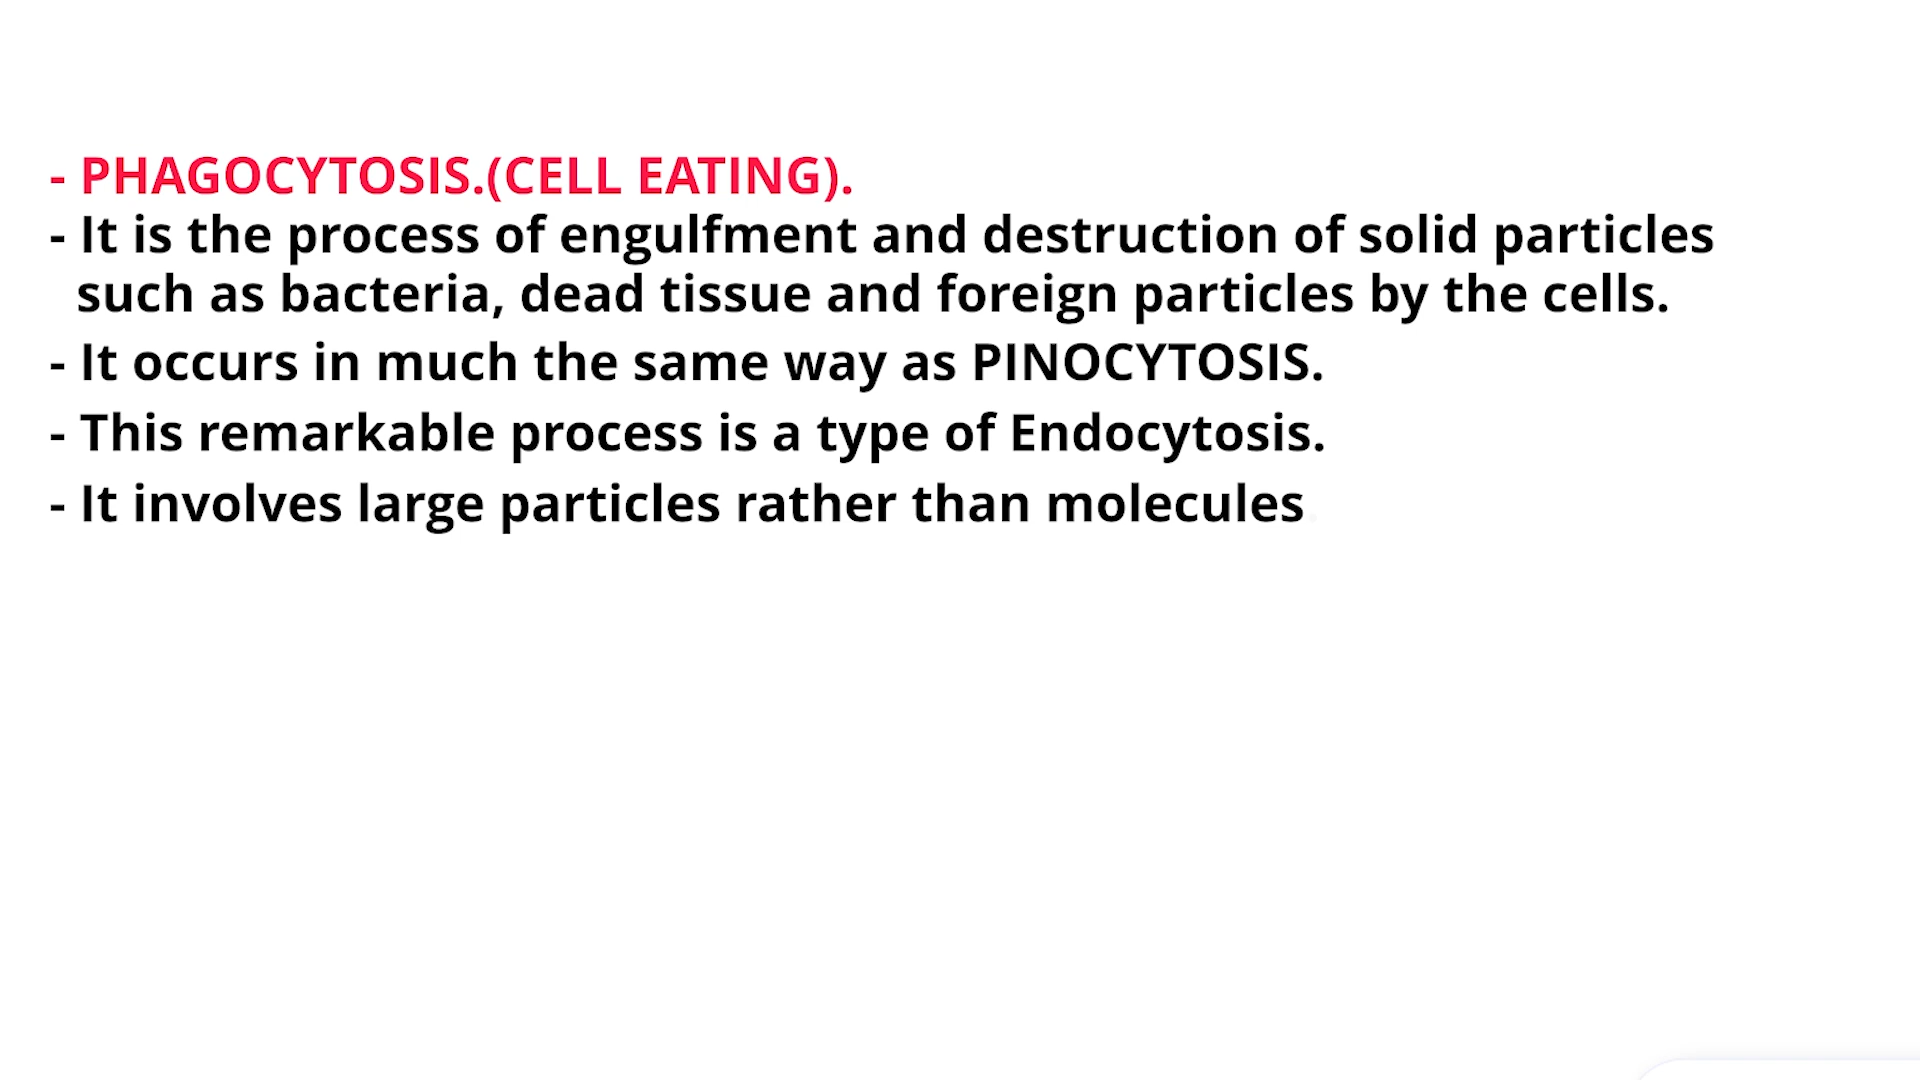 - PHAGOCYTOSIS.(CELL EATING).
- It is the process of engulfment and destruction of solid particles
such as bacteria, dead tissue and foreign particles by the cells.
- It occurs in much the same way as PINOCYTOSIS.
- This remarkable process is a type of Endocytosis.
- It involves large particles rather than molecules.